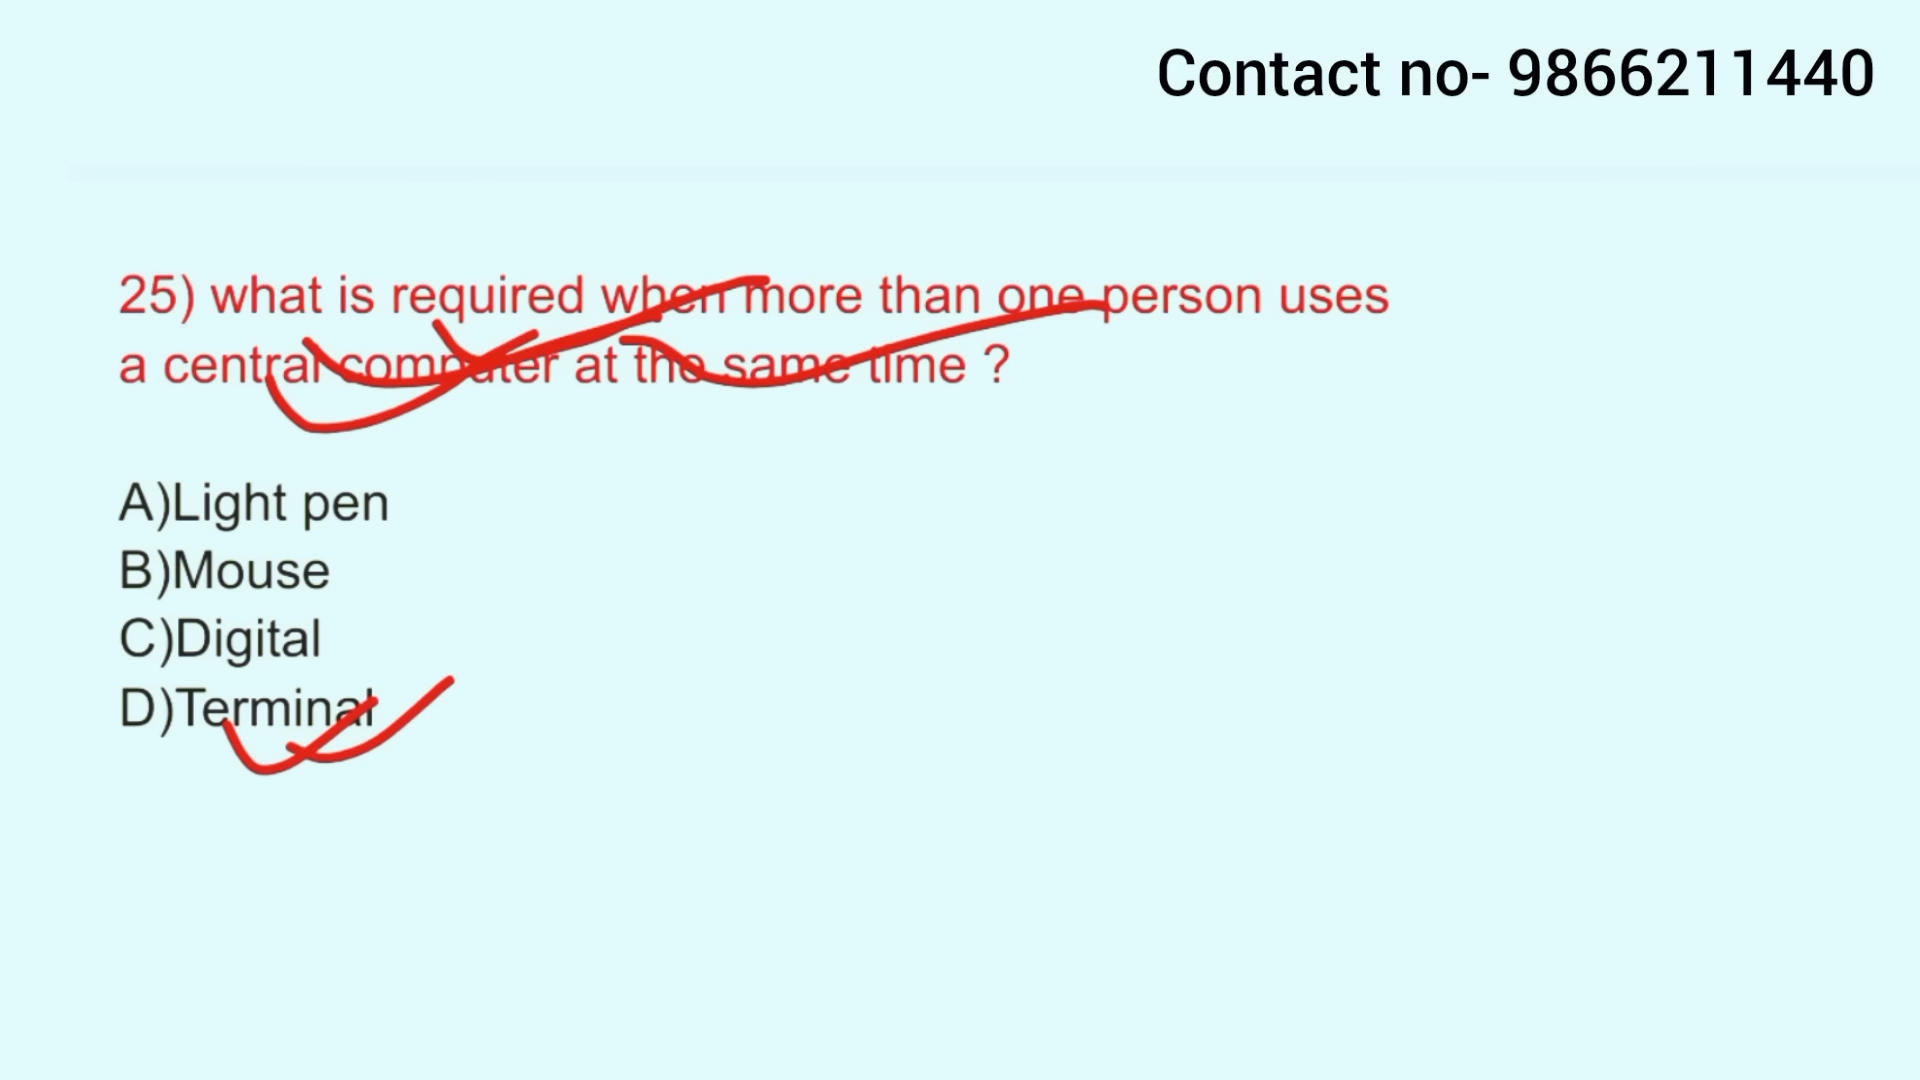 Contact no- 9866211440
25) what is required when more than one person uses
a central computer at the same time ?
A)Light pen
B)Mouse
C)Digital
D)Terminal